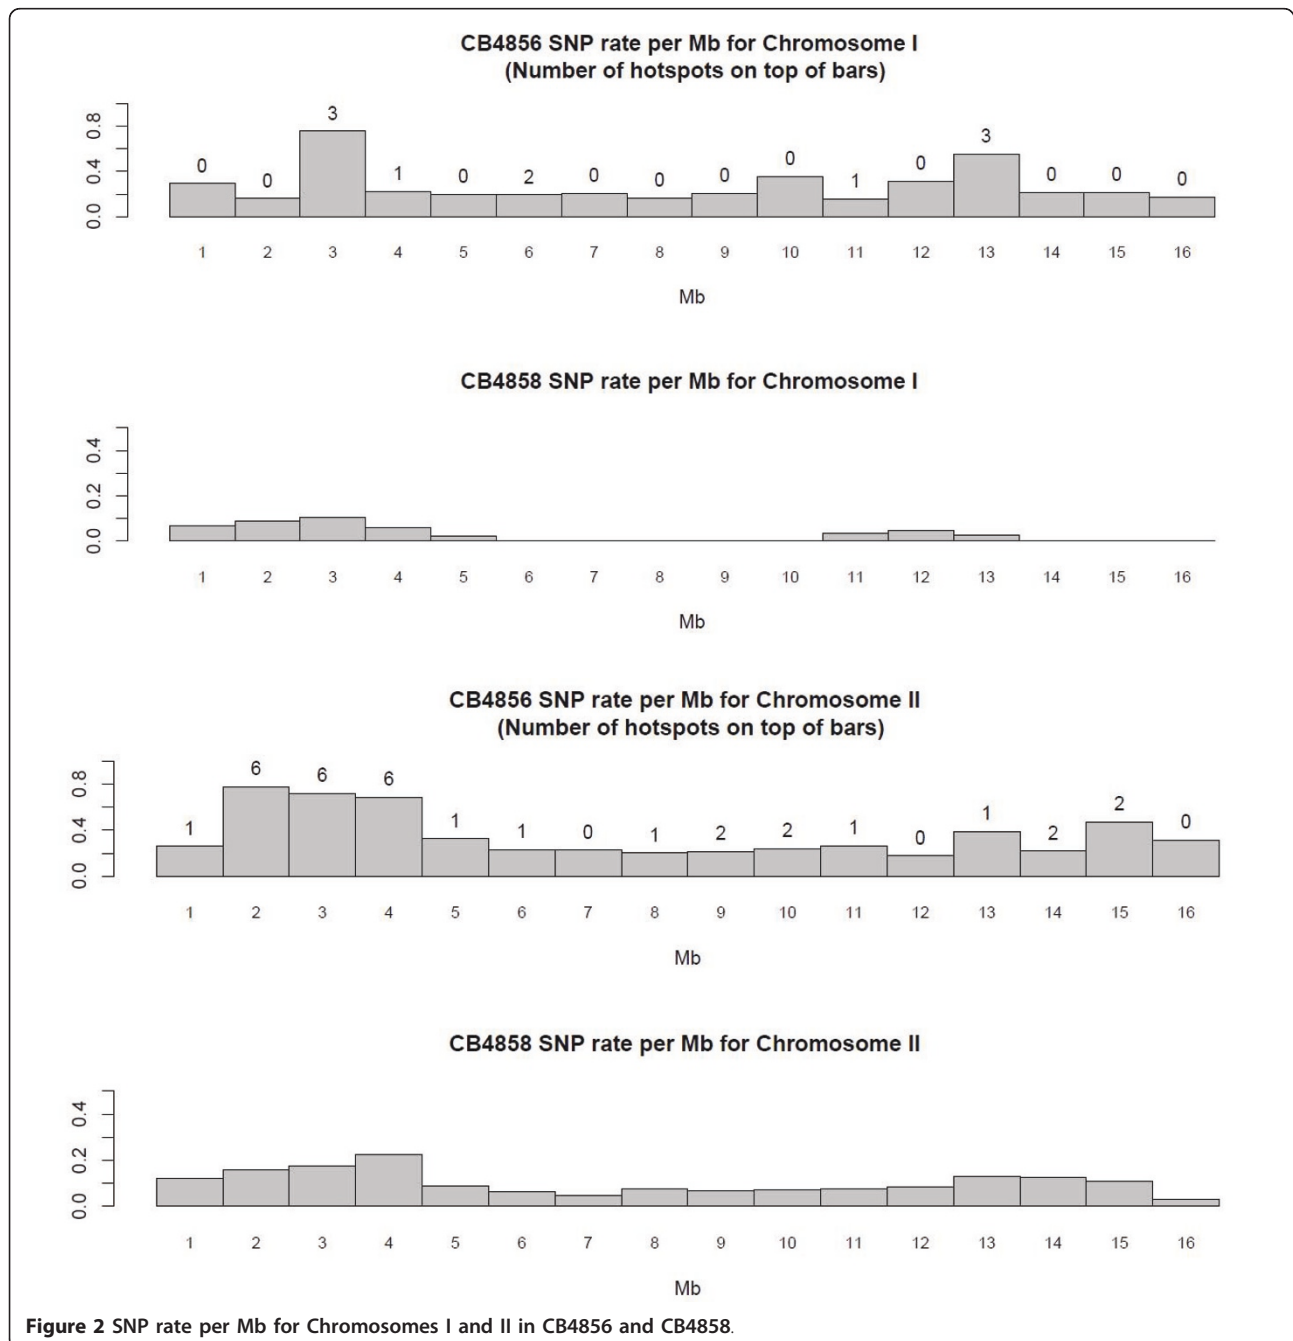 CB4856 SNP rate per Mb for Chromosome I
(Number of hotspots on top of bars)
0 0 3 1 0 2 0 0 0 0 1 0 3 0 0 0
0.0 0.4 0.8
1 2 3 4 5 6 7 8 9 10 11 12 13 14 15 16
Mb
CB4858 SNP rate per Mb for Chromosome I
0.0 0.2 0.4
1 2 3 4 5 6 7 8 9 10 11 12 13 14 15 16
Mb
CB4856 SNP rate per Mb for Chromosome II
(Number of hotspots on top of bars)
1 6 6 6 1 1 0 1 2 2 1 0 1 2 2 0
0.0 0.4 0.8
1 2 3 4 5 6 7 8 9 10 11 12 13 14 15 16
Mb
CB4858 SNP rate per Mb for Chromosome II
0.0 0.2 0.4
1 2 3 4 5 6 7 8 9 10 11 12 13 14 15 16
Mb
Figure 2 SNP rate per Mb for Chromosomes I and II in CB4856 and CB4858.